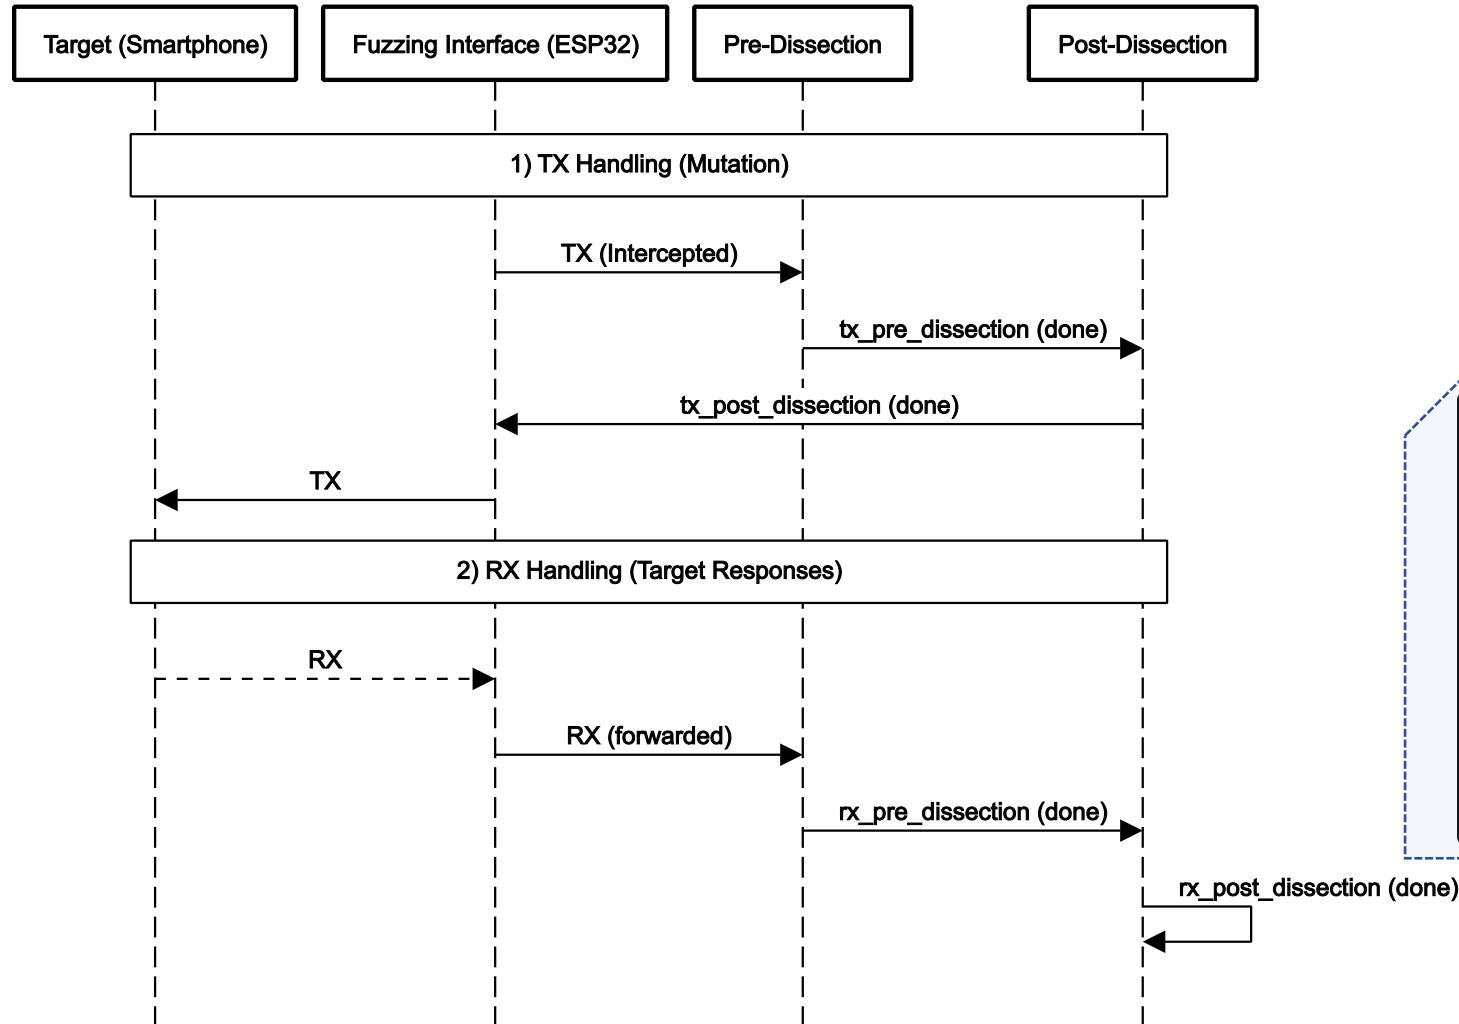 Target (Smartphone)
Fuzzing Interface (ESP32)
Pre-Dissection
Post-Dissection
1) TX Handling (Mutation)
TX (Intercepted)
tx_pre_dissection (done)
tx_post_dissection (done)
TX
2) RX Handling (Target Responses)
RX
RX (forwarded)
rx_pre_dissection (done)
rx_post_dissection (done)